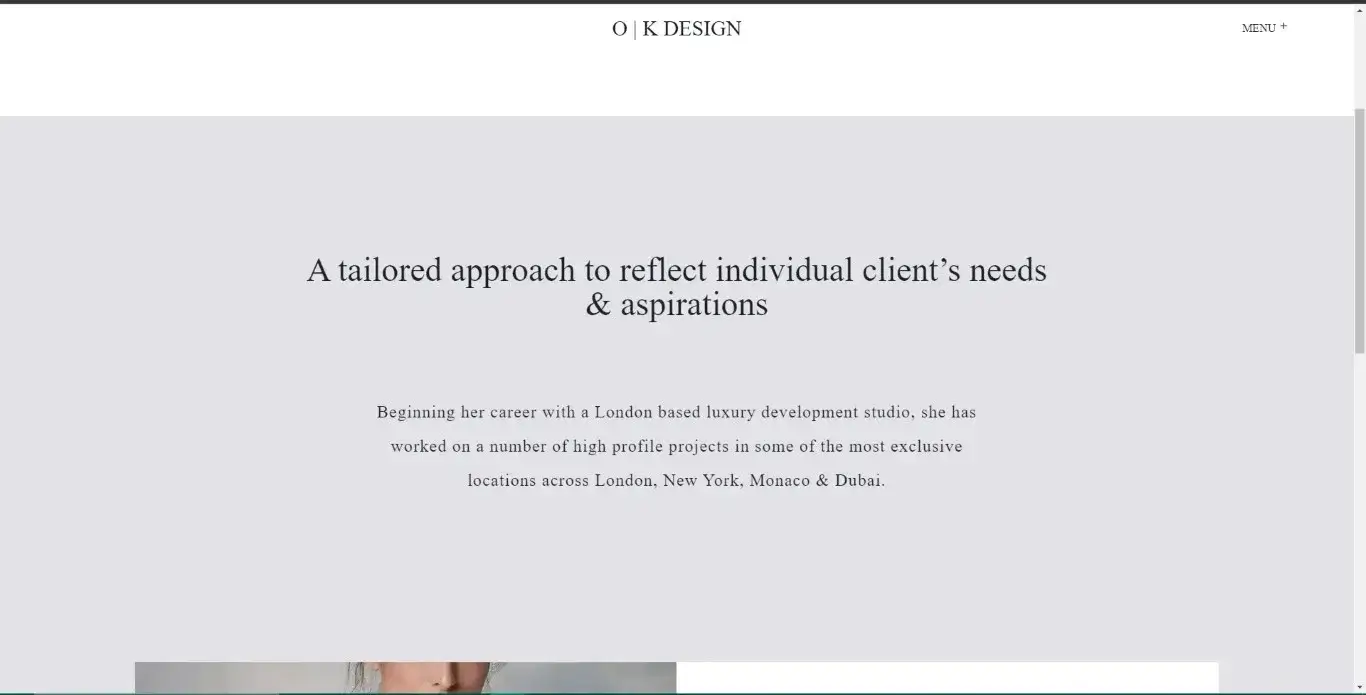 O | K DESIGN
MENU +
A tailored approach to reflect individual client’s needs
& aspirations
Beginning her career with a London based luxury development studio, she has
worked on a number of high profile projects in some of the most exclusive
locations across London, New York, Monaco & Dubai.